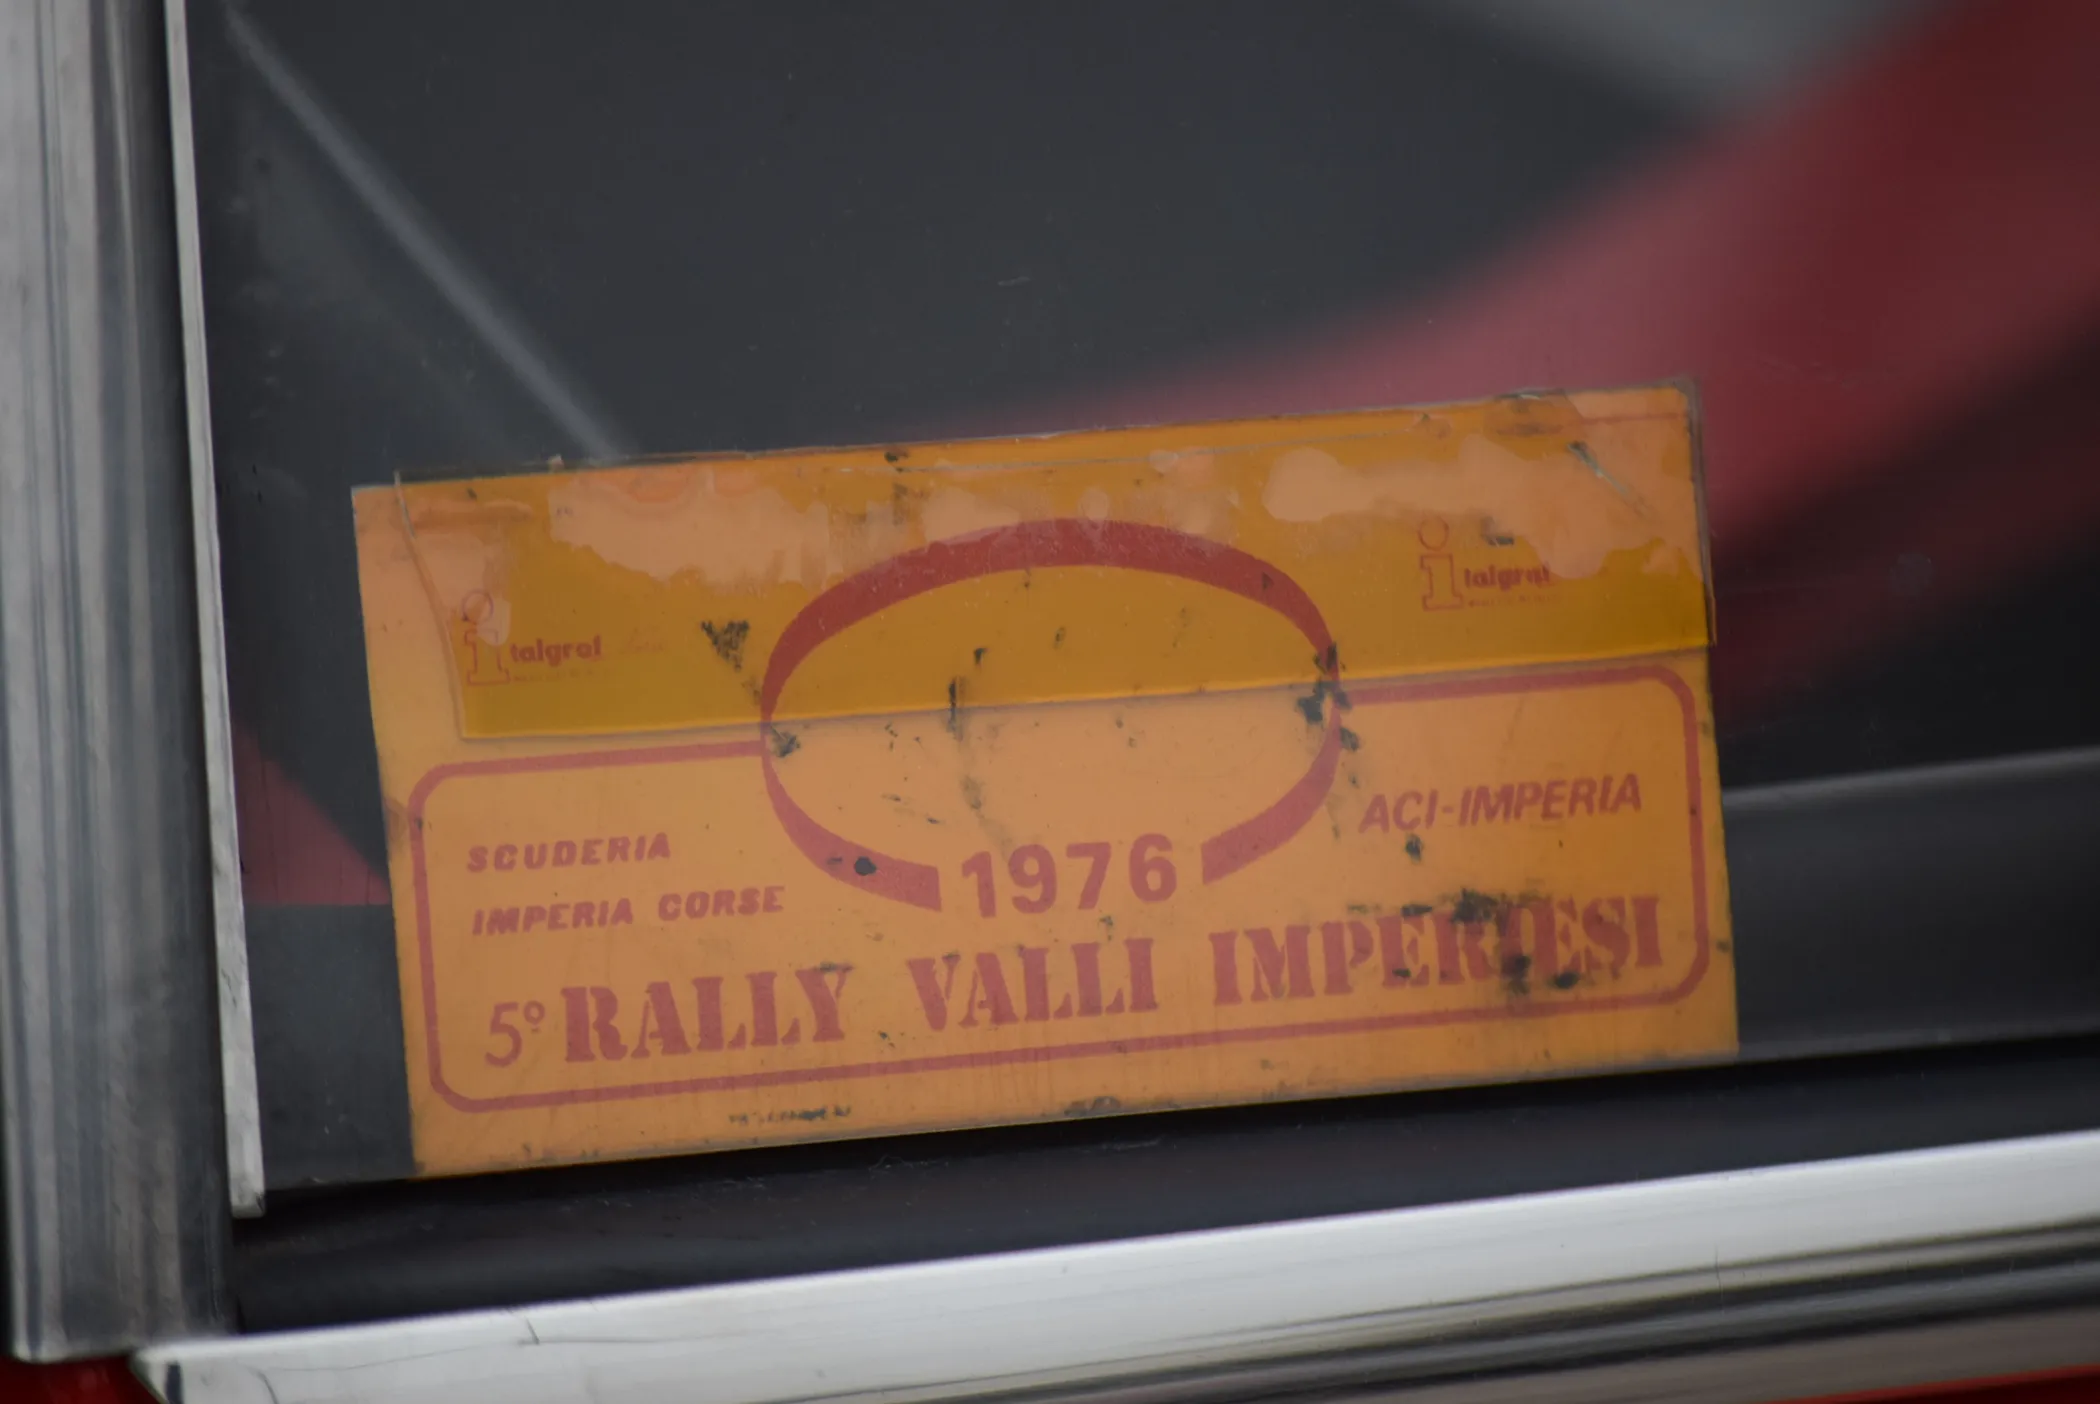 italgraf
italgraf
SCUDERIA
IMPERIA CORSE
ACI-IMPERIA
1976
5º RALLY VALLI IMPERIESI